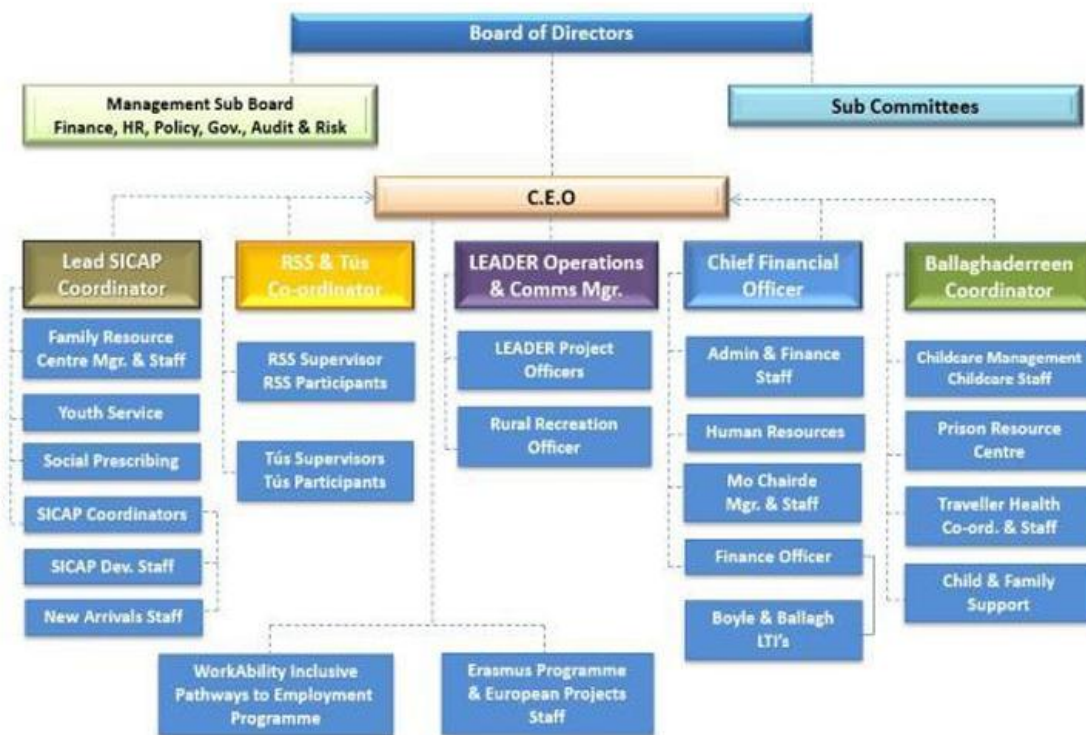 Board of Directors
Management Sub Board
Finance, HR, Policy, Gov., Audit & Risk
Sub Committees
C.E.O
Lead SICAP
Coordinator
Family Resource
Centre Mgr. & Staff
Youth Service
Social Prescribing
SICAP Coordinators
SICAP Dev. Staff
New Arrivals Staff
RSS & Tús
Co-ordinator
RSS Supervisor
RSS Participants
Tús Supervisors
Tús Participants
LEADER Operations
& Comms Mgr.
LEADER Project
Officers
Rural Recreation
Officer
Chief Financial
Officer
Admin & Finance
Staff
Human Resources
Mo Chairde
Mgr. & Staff
Finance Officer
Boyle & Ballagh
LTI's
Ballaghaderreen
Coordinator
Childcare Management
Childcare Staff
Prison Resource
Centre
Traveller Health
Co-ord. & Staff
Child & Family
Support
WorkAbility Inclusive
Pathways to Employment
Programme
Erasmus Programme
& European Projects
Staff